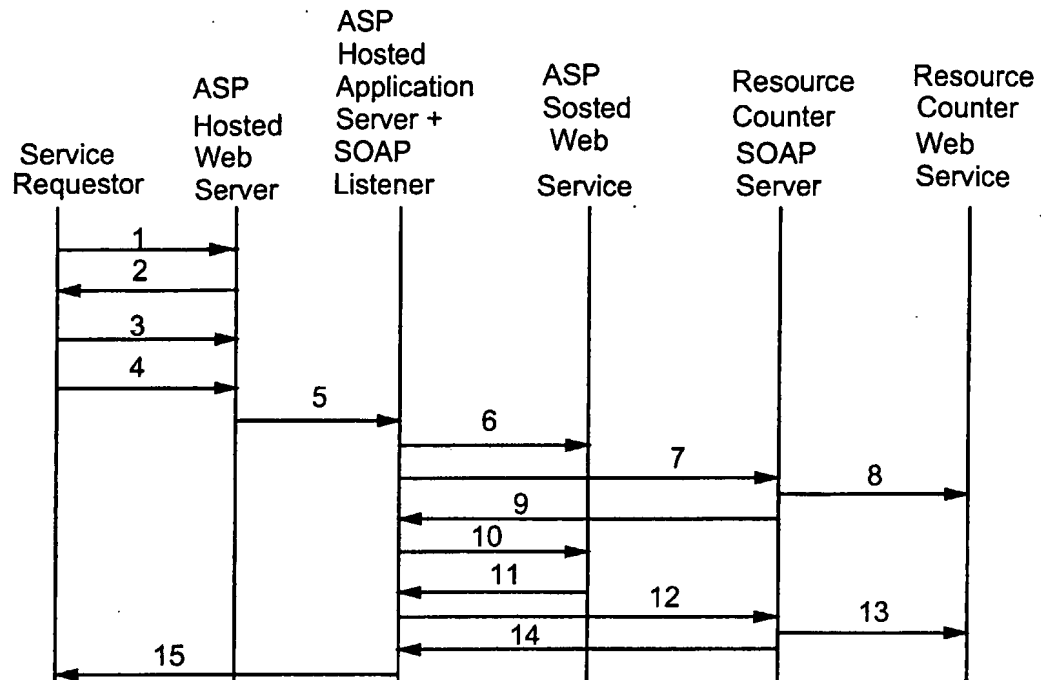 Service
Requestor
ASP
Hosted
Web
Server
ASP
Hosted
Application
Server +
SOAP
Listener
ASP
Sosted
Web
Service
Resource
Counter
SOAP
Server
Resource
Counter
Web
Service
1
2
3
4
5
6
7
8
9
10
11
12
13
14
15